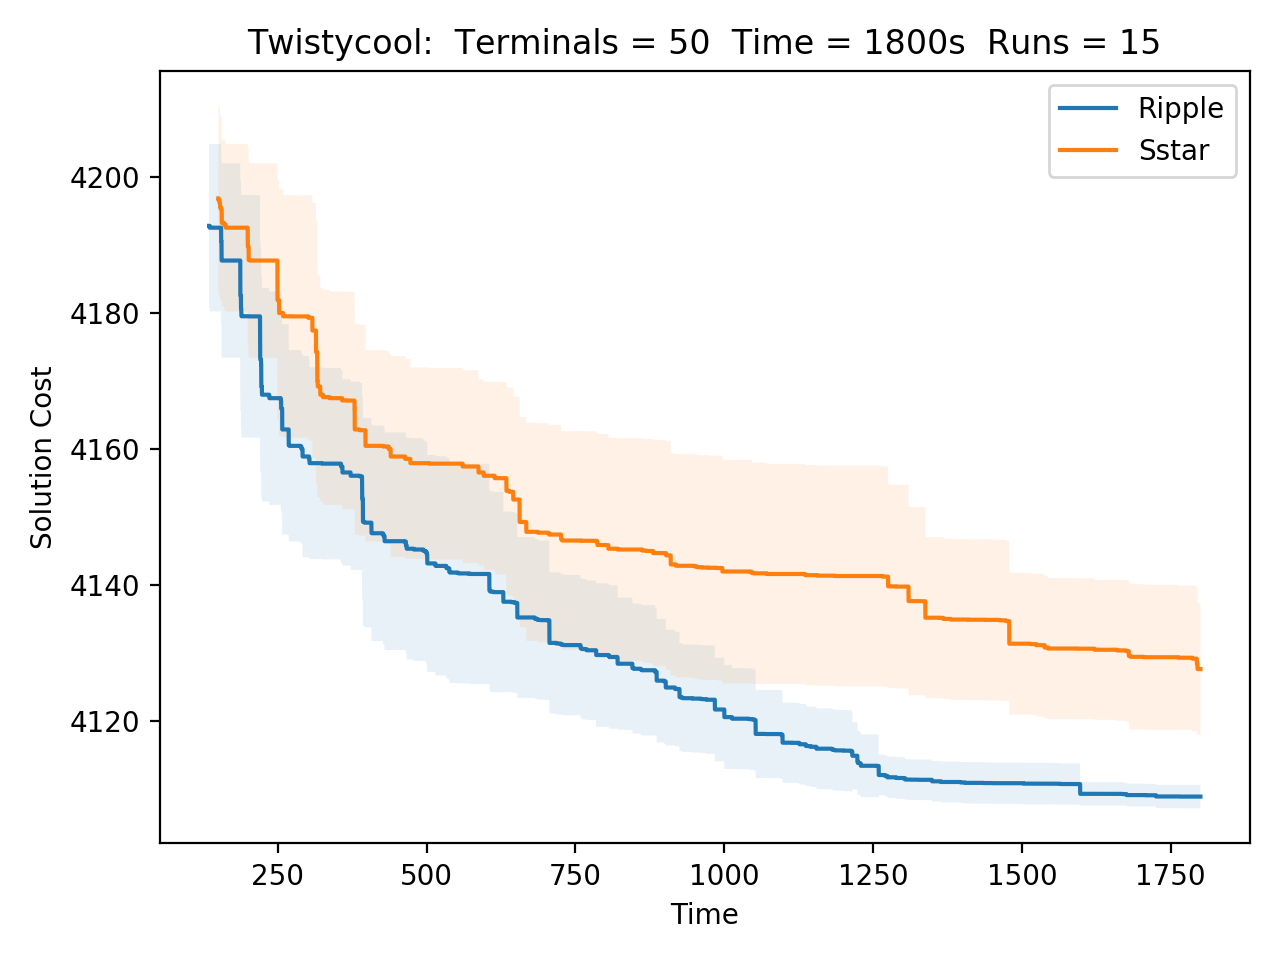 Twistycool:  Terminals = 50  Time = 1800s  Runs = 15
Ripple
Sstar
Solution Cost
4200
4180
4160
4140
4120
250
500
750
1000
1250
1500
1750
Time